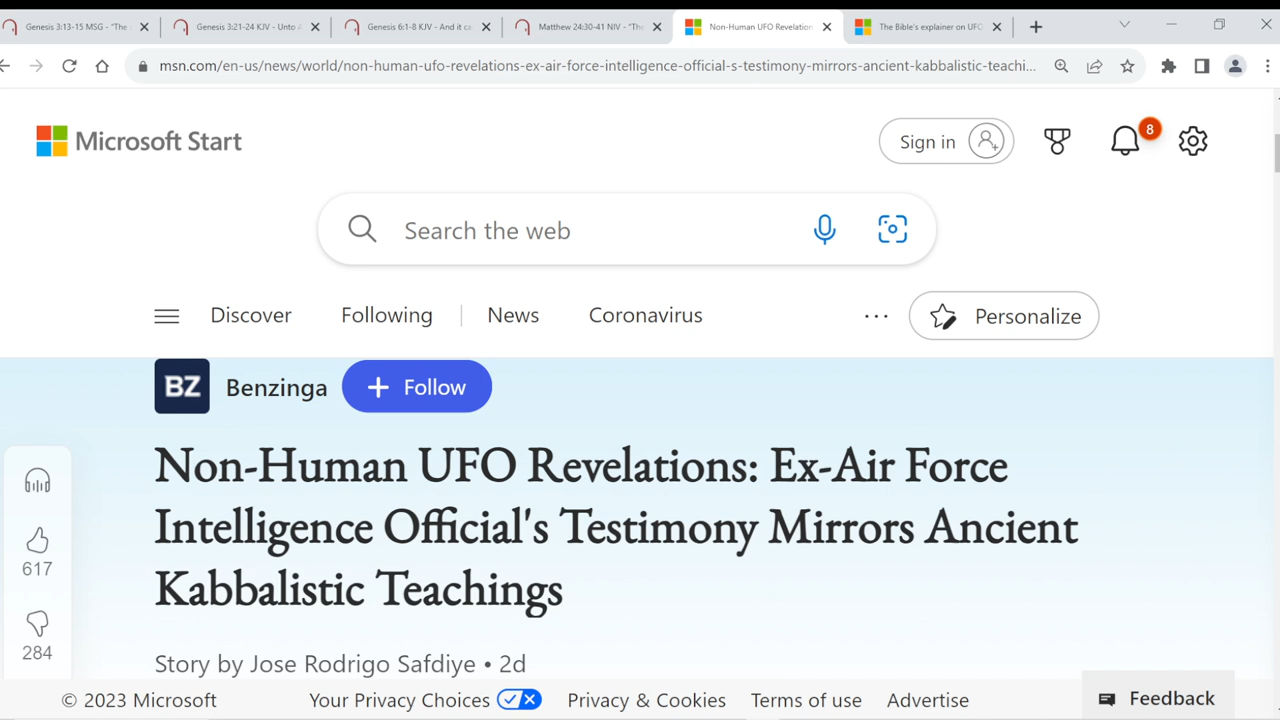 Genesis 3:13-15 MSG - "The
Genesis 3:21-24 KJV - Unto A
Genesis 6:1-8 KJV - And it co
Matthew 24:30-41 NIV - "The
Non-Human UFO Revelation
The Bible's explainer on UFO
msn.com/en-us/news/world/non-human-ufo-revelations-ex-air-force-intelligence-official-s-testimony-mirrors-ancient-kabbalistic-teachi...
Microsoft Start
Sign in
8
Search the web
Discover
Following
News
Coronavirus
...
Personalize
BZ Benzinga + Follow
Non-Human UFO Revelations: Ex-Air Force
Intelligence Official's Testimony Mirrors Ancient
Kabbalistic Teachings
617
284
Story by Jose Rodrigo Safdiye • 2d
© 2023 Microsoft
Your Privacy Choices
Privacy & Cookies
Terms of use
Advertise
Feedback